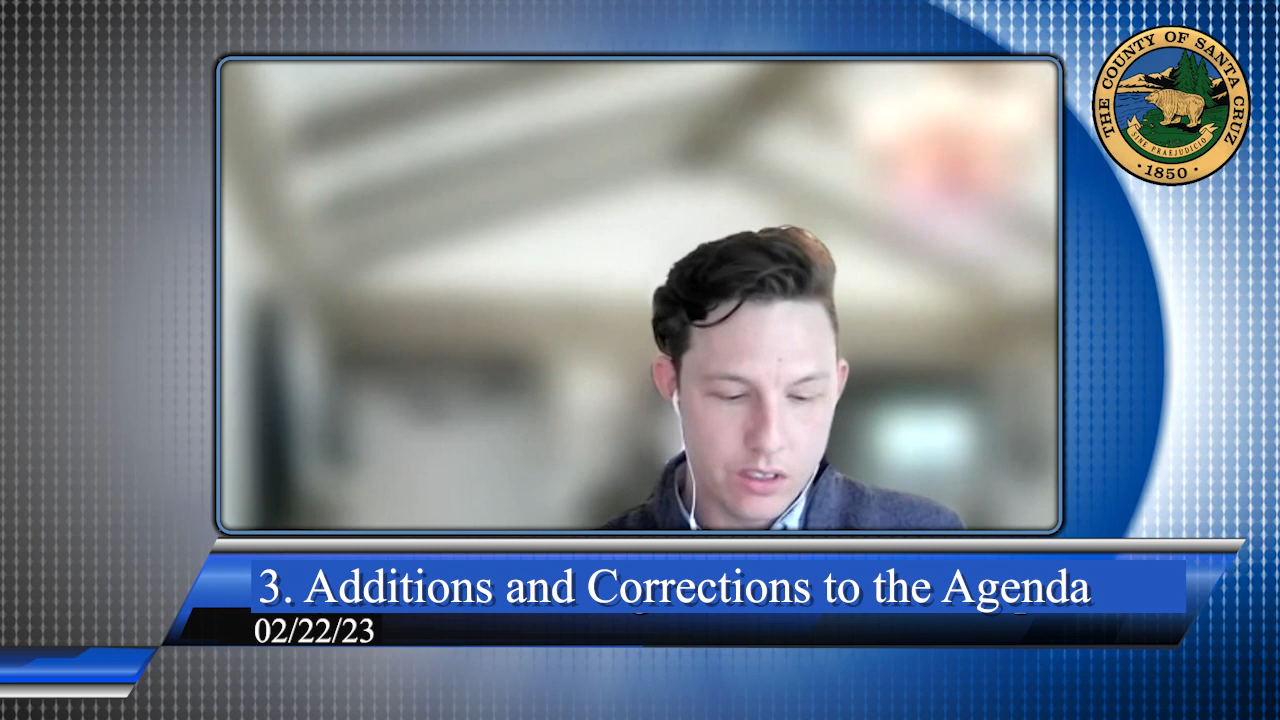 THE COUNTY OF SANTA CRUZ
SINE PRAEJUDICIO
· 1850 ·
3. Additions and Corrections to the Agenda
02/22/23